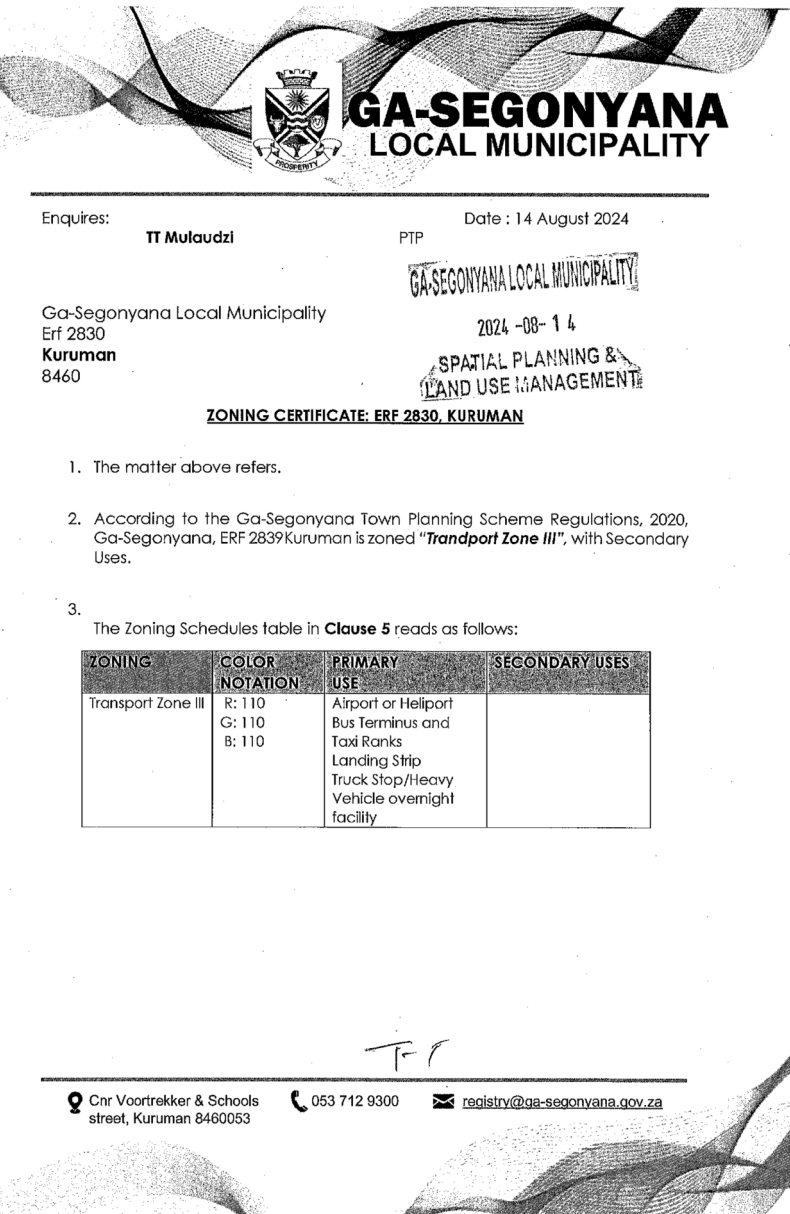 PROSPERITY
GA-SEGONYANA
LOCAL MUNICIPALITY
Enquires:
TT Mulaudzi
Date : 14 August 2024
PTP
GA-SEGONYANA LOCAL MUNICIPALITY
2024 -08- 1 4
SPATIAL PLANNING &
LAND USE MANAGEMENT
Ga-Segonyana Local Municipality
Erf 2830
Kuruman
8460
ZONING CERTIFICATE: ERF 2830, KURUMAN
1. The matter above refers.
2. According to the Ga-Segonyana Town Planning Scheme Regulations, 2020,
Ga-Segonyana, ERF 2839 Kuruman is zoned "Trandport Zone III", with Secondary
Uses.
3.
The Zoning Schedules table in Clause 5 reads as follows:
ZONING COLOR NOTATION PRIMARY USE SECONDARY USES
Transport Zone III R: 110 Airport or Heliport
G: 110 Bus Terminus and
B: 110 Taxi Ranks
Landing Strip
Truck Stop/Heavy
Vehicle overnight
facility
Cnr Voortrekker & Schools
street, Kuruman 8460053
053 712 9300
registry@ga-segonyana.gov.za